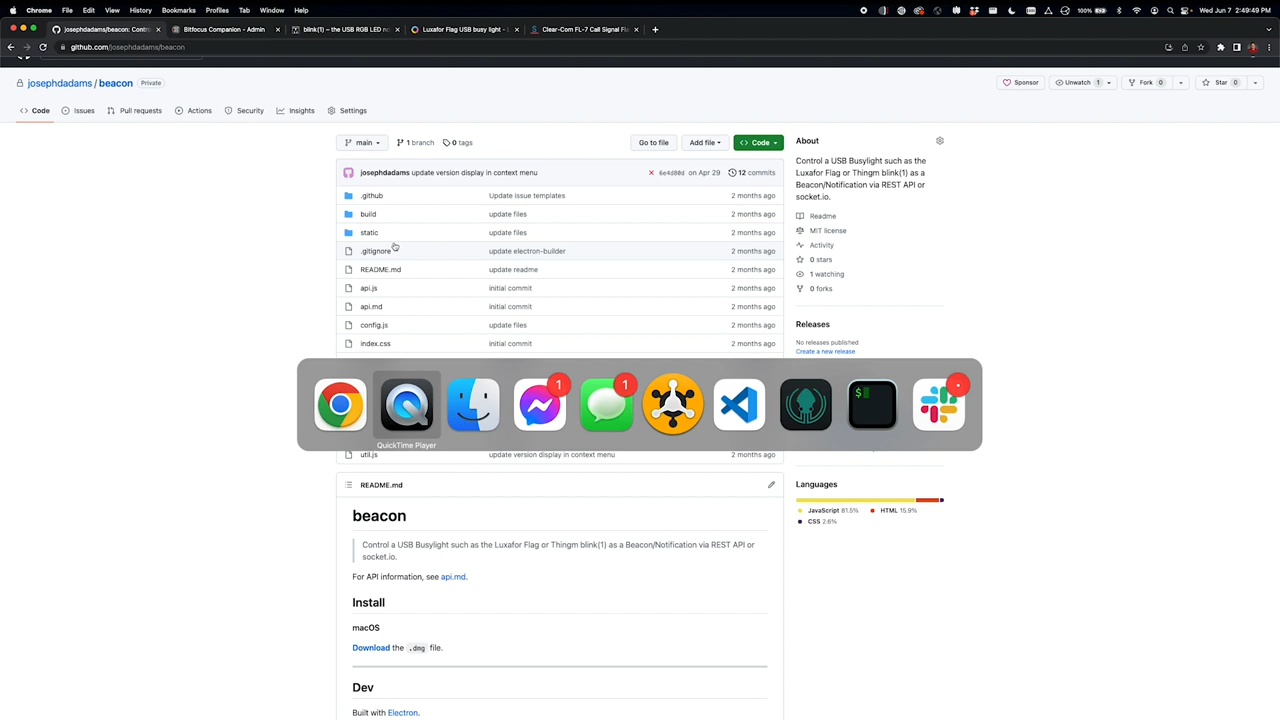 Chrome File Edit View History Bookmarks Profiles Tab Window Help 100% Wed Jun 7 2:49:49 PM
josephdadams/beacon: Contro Bitfocus Companion - Admin blink(1) – the USB RGB LED no Luxafor Flag USB busy light - Clear-Com FL-7 Call Signal Fla
github.com/josephdadams/beacon
josephdadams / beacon Private Sponsor Unwatch 1 Fork 0 Star 0
Code Issues Pull requests Actions Security Insights Settings
main 1 branch 0 tags Go to file Add file Code
josephdadams update version display in context menu 6e4d80d on Apr 29 12 commits
.github Update issue templates 2 months ago
build update files 2 months ago
static update files 2 months ago
.gitignore update electron-builder 2 months ago
README.md update readme 2 months ago
api.js initial commit 2 months ago
api.md initial commit 2 months ago
config.js update files 2 months ago
index.css initial commit 2 months ago
About
Control a USB Busylight such as the
Luxafor Flag or Thingm blink(1) as a
Beacon/Notification via REST API or
socket.io.
Readme
MIT license
Activity
0 stars
1 watching
0 forks
Releases
No releases published
Create a new release
1 1
$
QuickTime Player
util.js update version display in context menu 2 months ago
README.md
beacon
Control a USB Busylight such as the Luxafor Flag or Thingm blink(1) as a Beacon/Notification via REST API or
socket.io.
For API information, see api.md.
Install
macOS
Download the .dmg file.
Dev
Built with Electron.
Languages
JavaScript 81.5% HTML 15.9%
CSS 2.6%